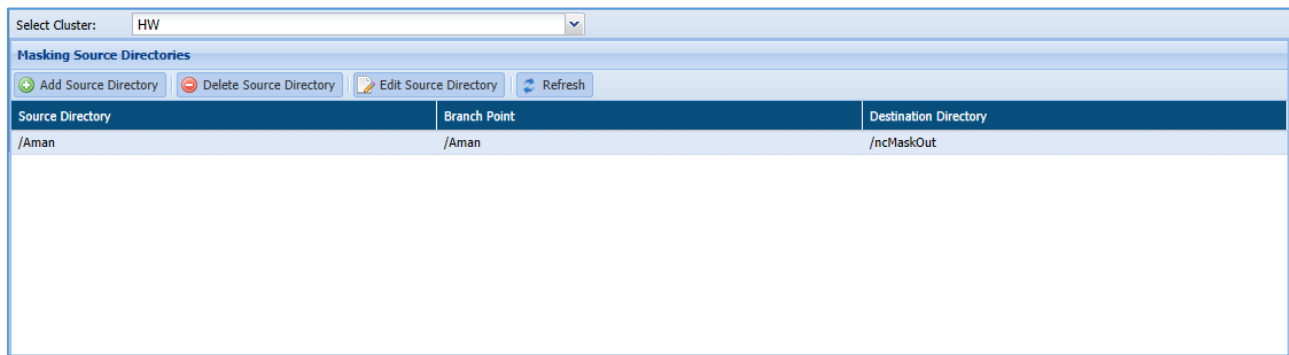 Select Cluster: HW
Masking Source Directories
Add Source Directory Delete Source Directory Edit Source Directory Refresh
Source Directory Branch Point Destination Directory
/Aman /Aman /ncMaskOut